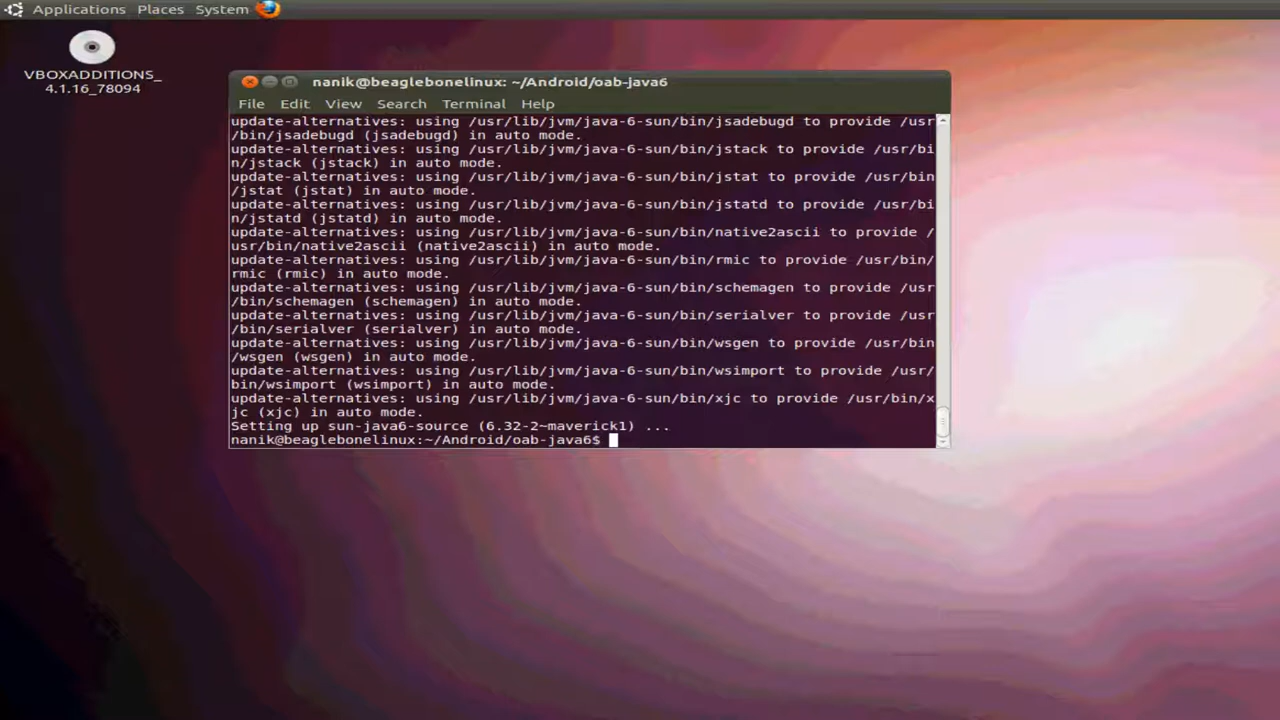 Applications Places System
VBOXADDITIONS_
4.1.16_78094
nanik@beaglebonelinux: ~/Android/oab-java6
File Edit View Search Terminal Help
update-alternatives: using /usr/lib/jvm/java-6-sun/bin/jsadebugd to provide /usr
/bin/jsadebugd (jsadebugd) in auto mode.
update-alternatives: using /usr/lib/jvm/java-6-sun/bin/jstack to provide /usr/bi
n/jstack (jstack) in auto mode.
update-alternatives: using /usr/lib/jvm/java-6-sun/bin/jstat to provide /usr/bin
/jstat (jstat) in auto mode.
update-alternatives: using /usr/lib/jvm/java-6-sun/bin/jstatd to provide /usr/bi
n/jstatd (jstatd) in auto mode.
update-alternatives: using /usr/lib/jvm/java-6-sun/bin/native2ascii to provide /
usr/bin/native2ascii (native2ascii) in auto mode.
update-alternatives: using /usr/lib/jvm/java-6-sun/bin/rmic to provide /usr/bin/
rmic (rmic) in auto mode.
update-alternatives: using /usr/lib/jvm/java-6-sun/bin/schemagen to provide /usr
/bin/schemagen (schemagen) in auto mode.
update-alternatives: using /usr/lib/jvm/java-6-sun/bin/serialver to provide /usr
/bin/serialver (serialver) in auto mode.
update-alternatives: using /usr/lib/jvm/java-6-sun/bin/wsgen to provide /usr/bin
/wsgen (wsgen) in auto mode.
update-alternatives: using /usr/lib/jvm/java-6-sun/bin/wsimport to provide /usr/
bin/wsimport (wsimport) in auto mode.
update-alternatives: using /usr/lib/jvm/java-6-sun/bin/xjc to provide /usr/bin/x
jc (xjc) in auto mode.
Setting up sun-java6-source (6.32-2~maverick1) ...
nanik@beaglebonelinux:~/Android/oab-java6$